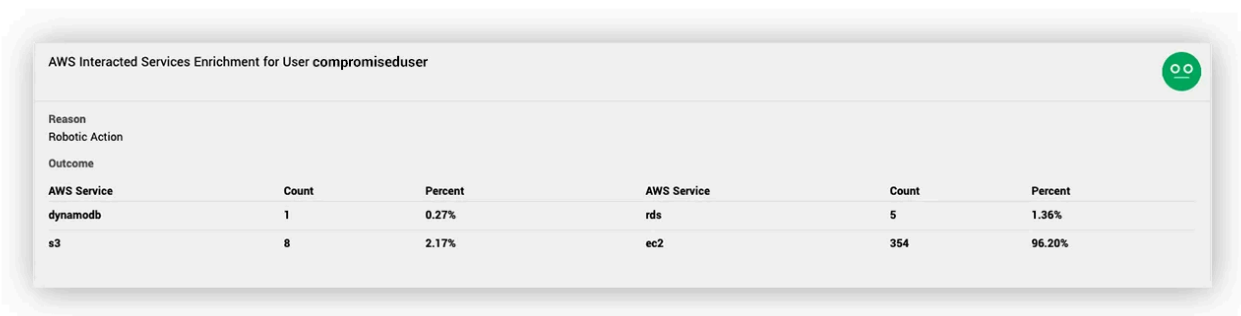 AWS Interacted Services Enrichment for User compromiseduser
Reason
Robotic Action
Outcome
AWS Service Count Percent AWS Service Count Percent
dynamodb 1 0.27% rds 5 1.36%
s3 8 2.17% ec2 354 96.20%